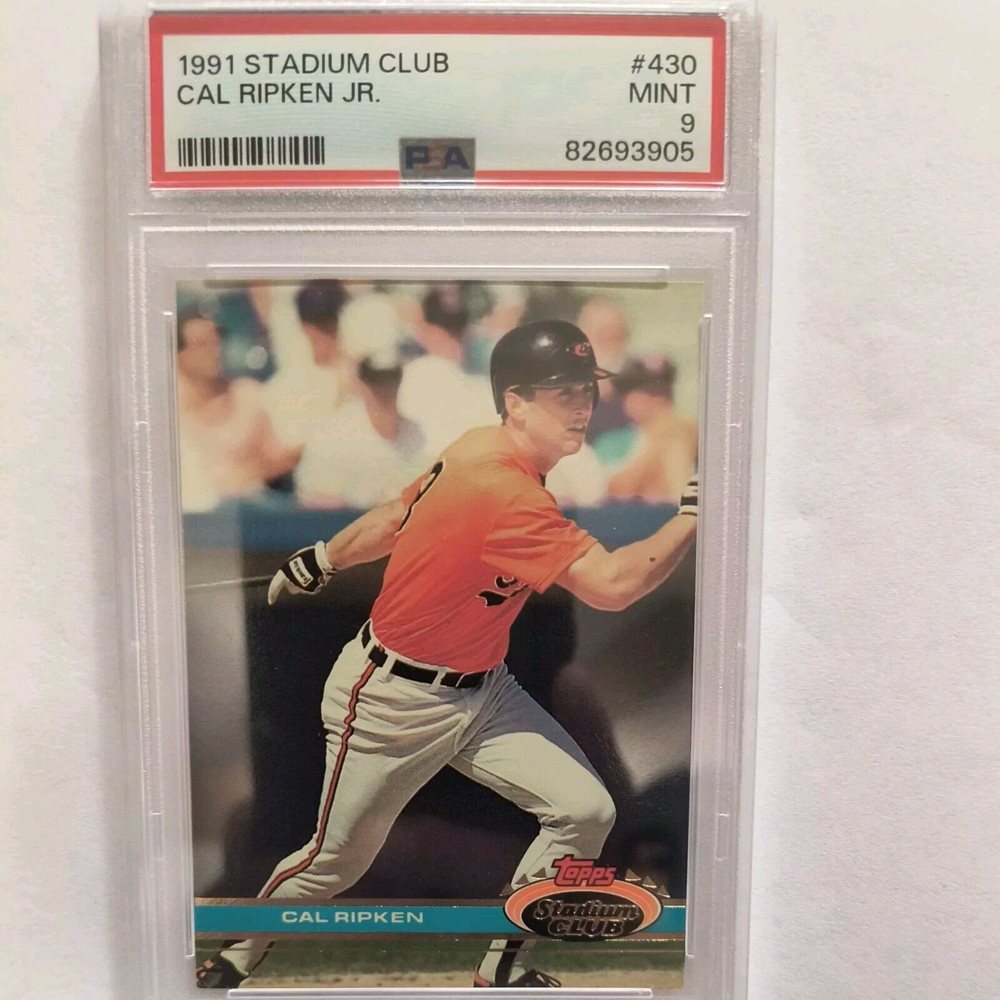 1991 STADIUM CLUB #430
CAL RIPKEN JR. MINT
9
82693905
PSA
topps
Stadium
CLUB
CAL RIPKEN